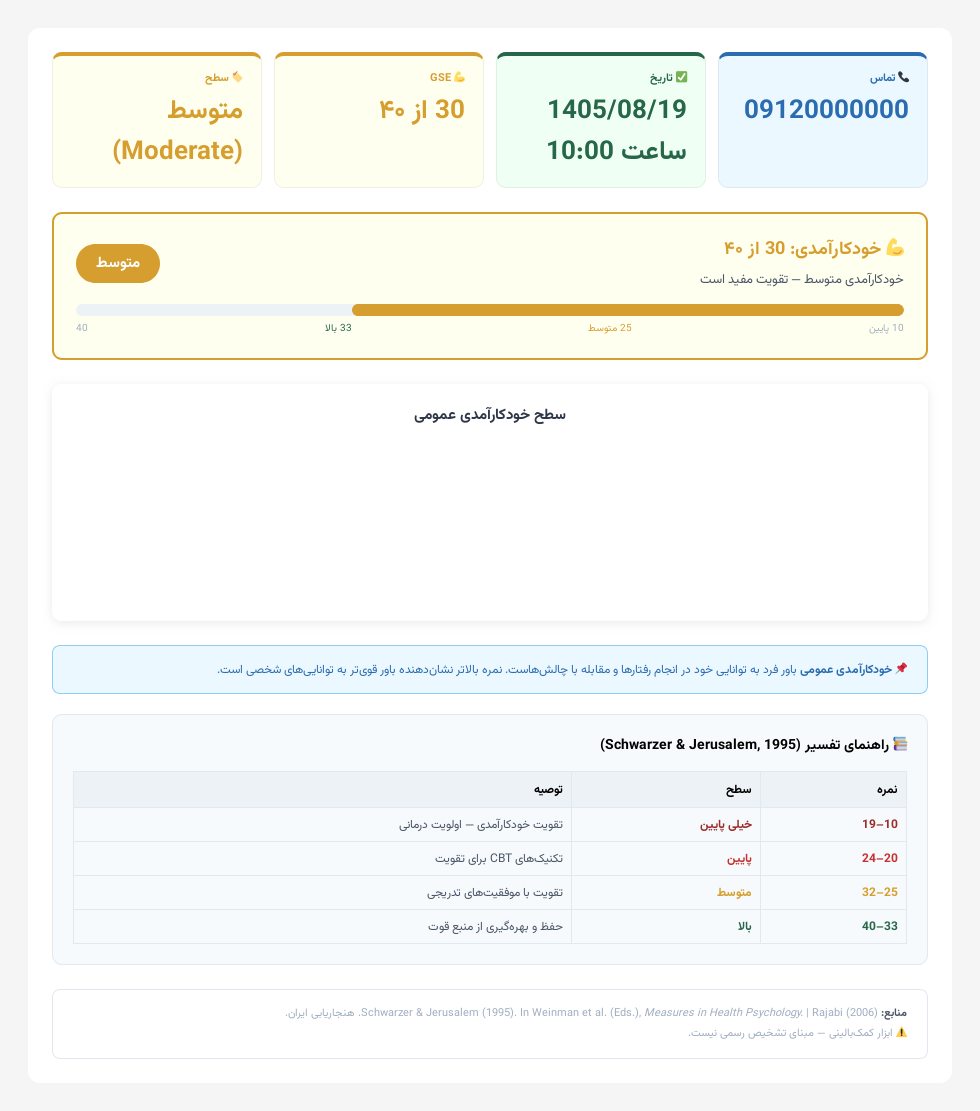 📞 تماس
09120000000
✅ تاریخ
1405/08/19
ساعت 10:00
💪 GSE
30 از ۴۰
🏷️ سطح
متوسط
(Moderate)
💪 خودکارآمدی: 30 از ۴۰
خودکارآمدی متوسط — تقویت مفید است
متوسط
10 پایین
25 متوسط
33 بالا
40
سطح خودکارآمدی عمومی
📌 خودکارآمدی عمومی باور فرد به توانایی خود در انجام رفتارها و مقابله با چالش‌هاست. نمره بالاتر نشان‌دهنده باور قوی‌تر به توانایی‌های شخصی است.
📚 راهنمای تفسیر (Schwarzer & Jerusalem, 1995)
نمره سطح توصیه
10–19 خیلی پایین تقویت خودکارآمدی — اولویت درمانی
20–24 پایین تکنیک‌های CBT برای تقویت
25–32 متوسط تقویت با موفقیت‌های تدریجی
33–40 بالا حفظ و بهره‌گیری از منبع قوت
منابع: Schwarzer & Jerusalem (1995). In Weinman et al. (Eds.), Measures in Health Psychology. | Rajabi (2006). هنجاریابی ایران.
⚠️ ابزار کمک‌بالینی — مبنای تشخیص رسمی نیست.